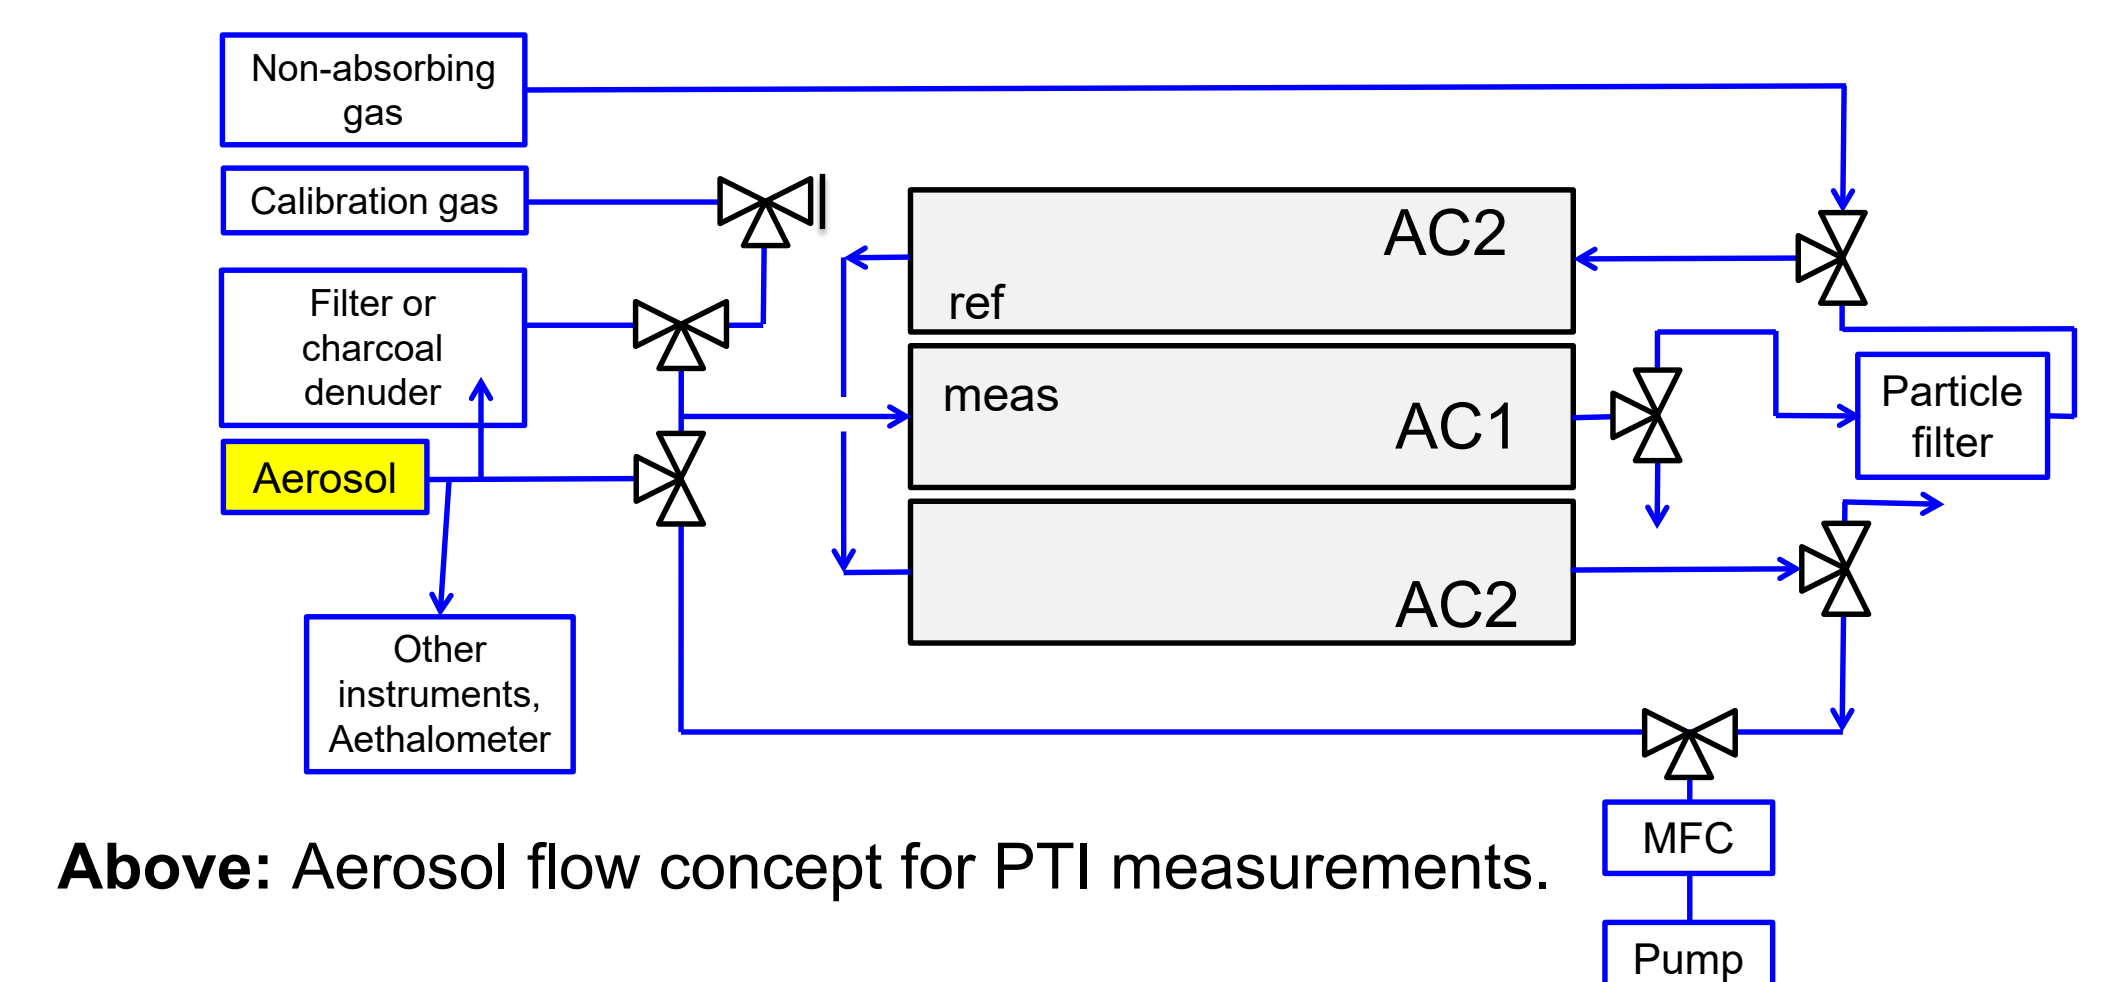 Non-absorbing
gas
Calibration gas
Filter or
charcoal
denuder
Aerosol
Other
instruments,
Aethalometer
AC2
ref
meas
AC1
AC2
Particle
filter
MFC
Pump
Above: Aerosol flow concept for PTI measurements.